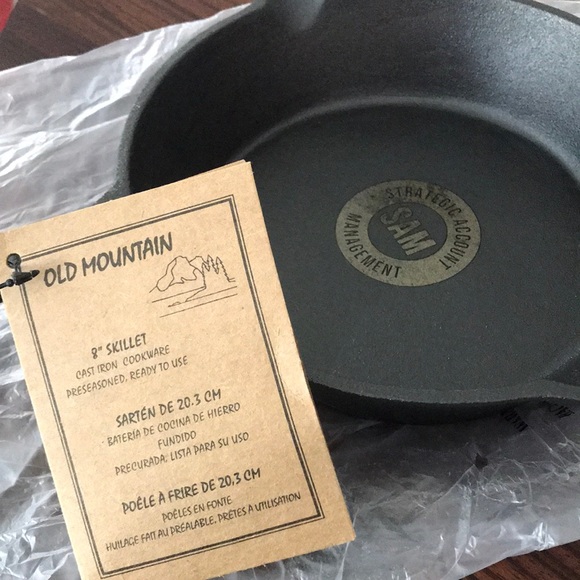 OLD MOUNTAIN
8" SKILLET
CAST IRON COOKWARE
PRESEASONED, READY TO USE
SARTÉN DE 20.3 CM
BATERÍA DE COCINA DE HIERRO
FUNDIDO
PRECURADA: LISTA PARA SU USO
POÊLE A FRIRE DE 20.3 CM
POÊLES EN FONTE
HUILAGE FAIT AU PRÉALABLE, PRÊTES A UTILISATION
STRATEGIC ACCOUNT
SAM
MANAGEMENT